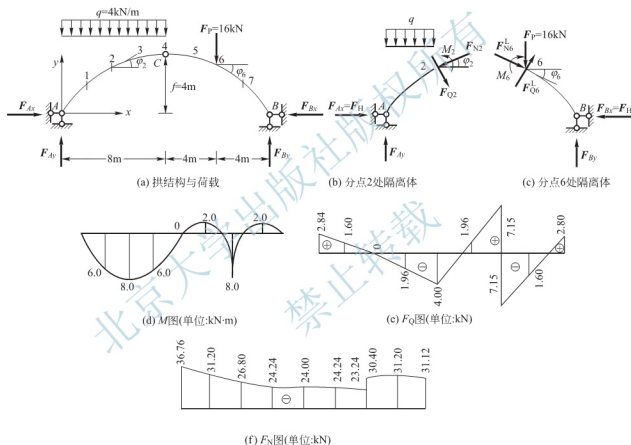 q=4kN/m
F_P=16kN
y
1
2
3
4
C
5
6
7
φ₂
φ₆
f=4m
A
x
B
F_Ax
F_Bx
F_Ay
F_By
8m
4m
4m
(a) 拱结构与荷载
q
M₂
F_N2
2
φ₂
F_Q2
F_Ax=F_H
A
F_Ay
(b) 分点2处隔离体
F_N6^L
F_P=16kN
M₆
6
F_Q6^L
φ₆
B
F_Bx=F_H
F_By
(c) 分点6处隔离体
0
2.0
2.0
6.0
8.0
6.0
8.0
(d) M图(单位:kN·m)
2.84
1.60
0
1.96
4.00
1.96
7.15
7.15
1.60
2.80
⊕
⊖
⊕
⊖
⊕
(e) F_Q图(单位:kN)
36.76
31.20
26.80
24.24
24.00
24.24
23.24
30.40
31.20
31.12
⊖
(f) F_N图(单位:kN)
北京大学出版社版权所有
禁止转载